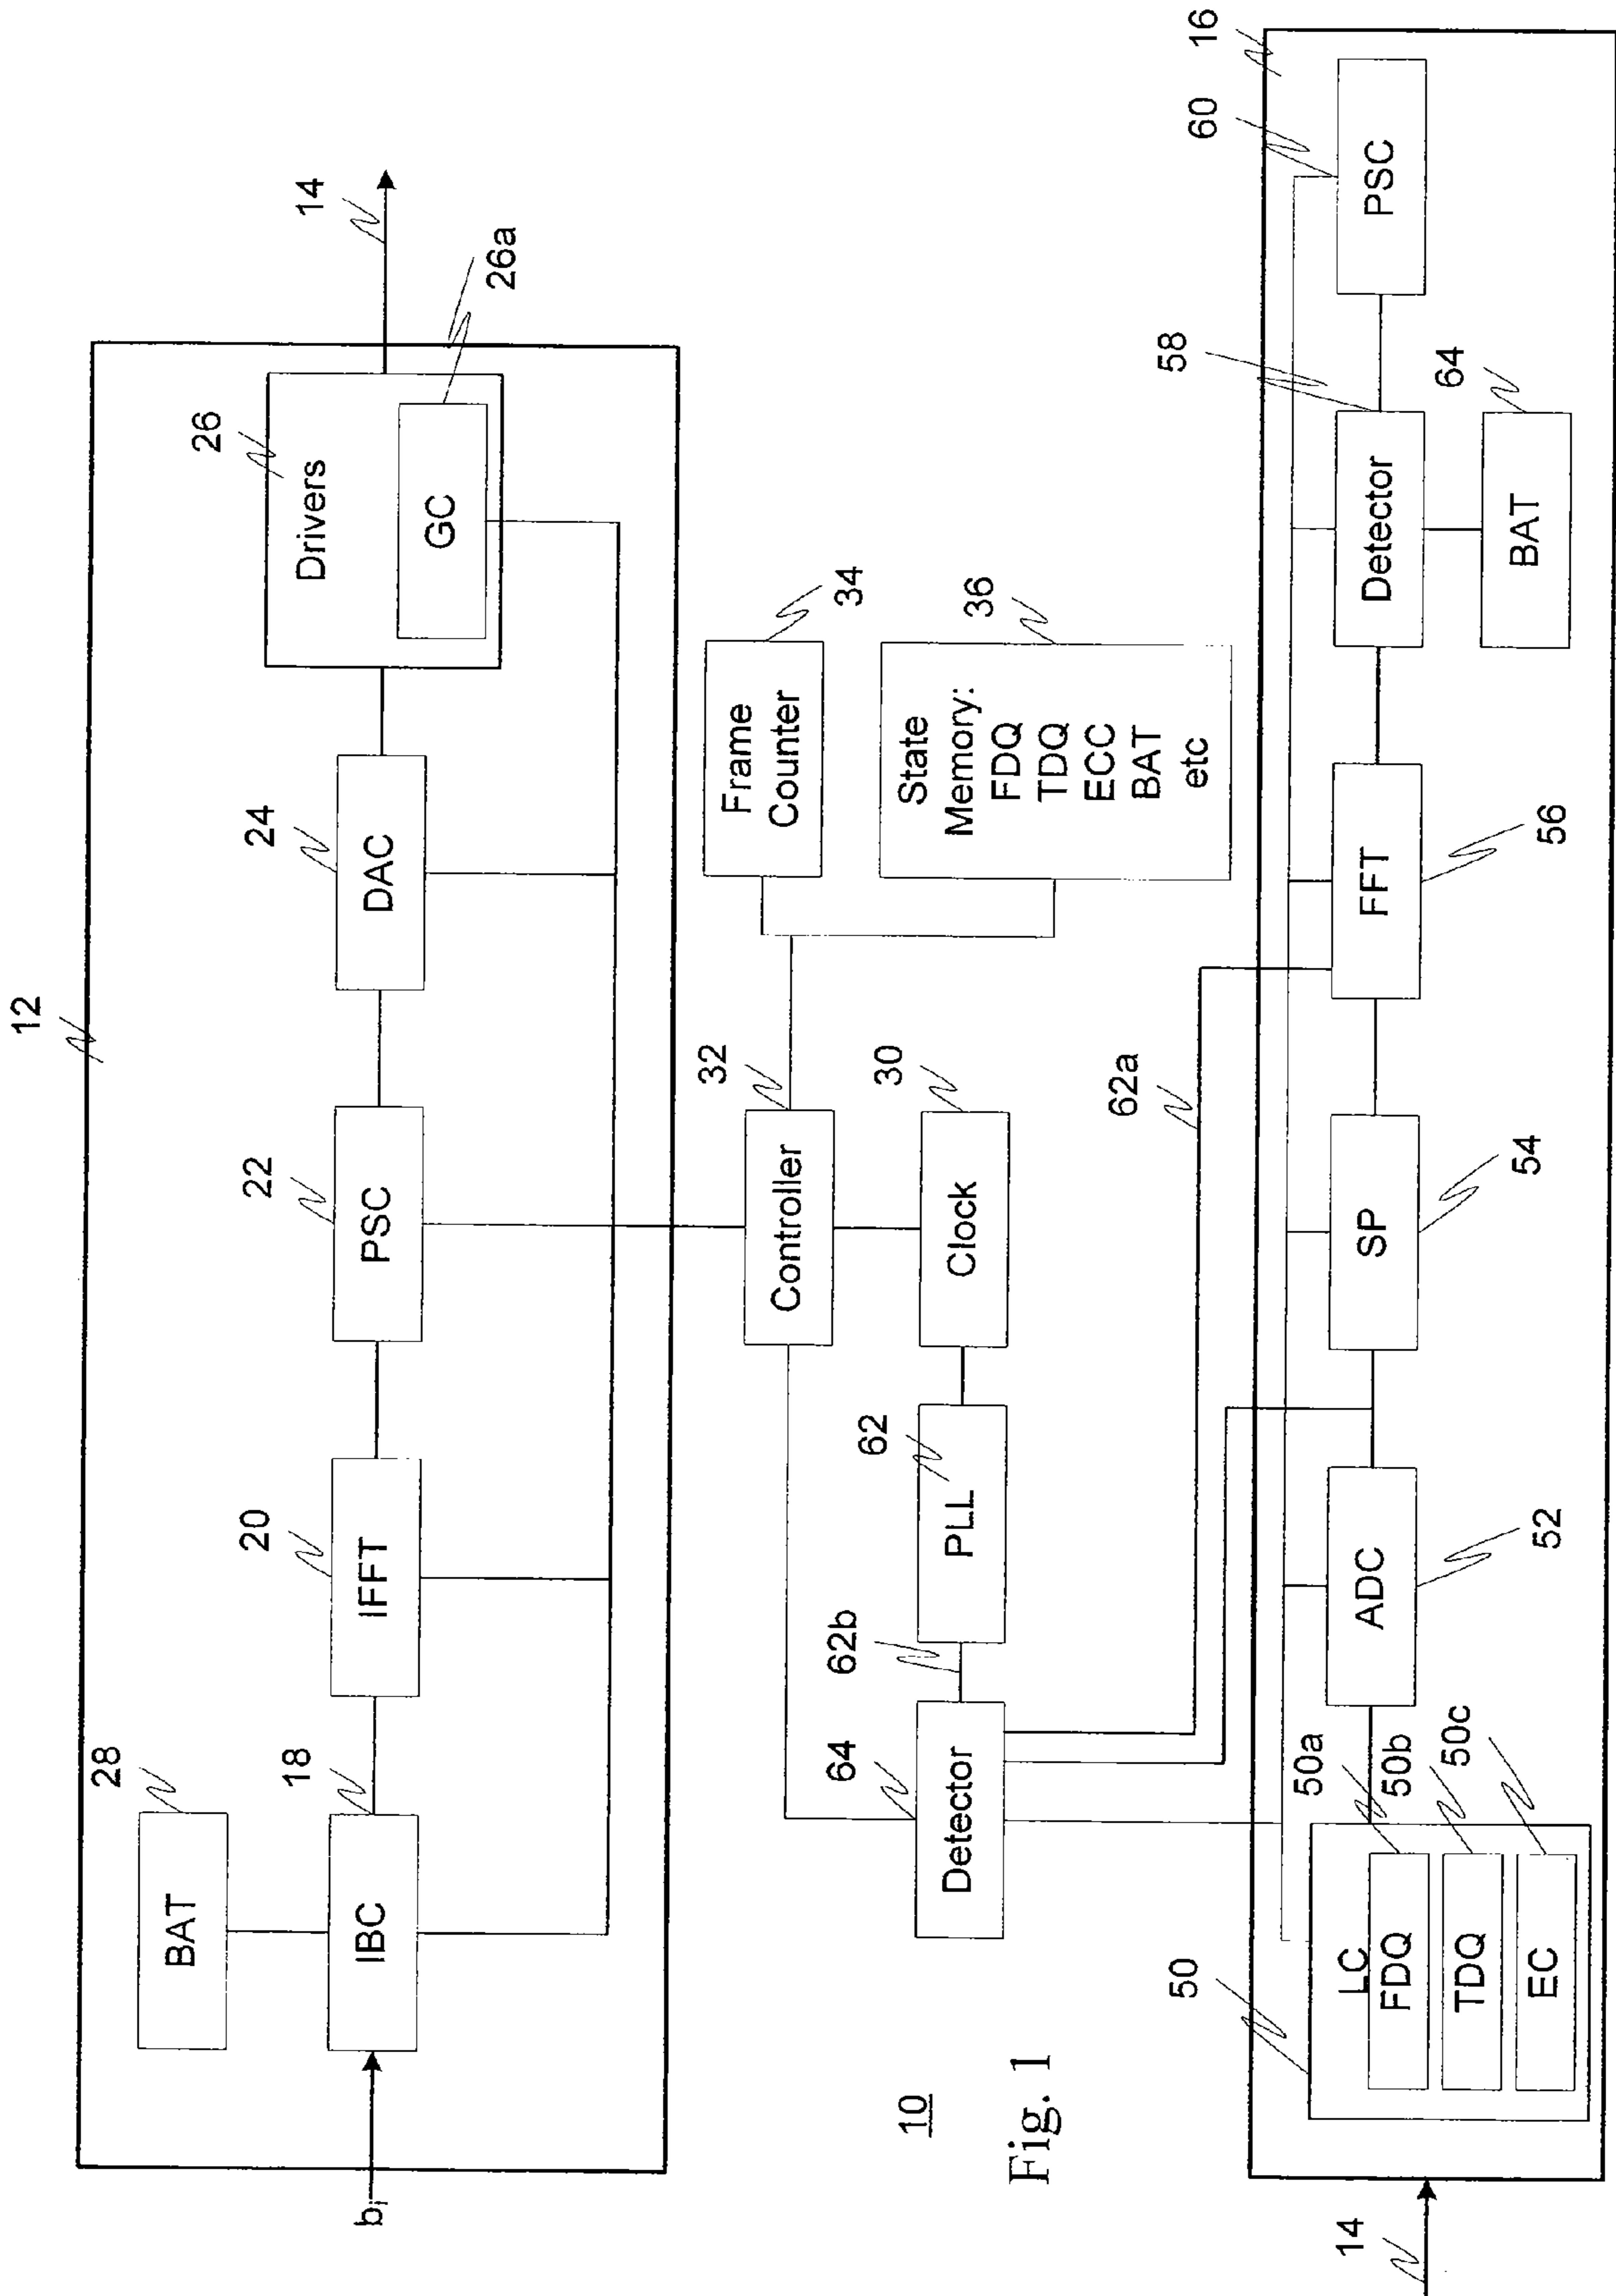 12
28
18
20
22
24
26
14
26a
BAT
IBC
IFFT
PSC
DAC
Drivers
GC
bi
32
34
Controller
Frame
Counter
30
Clock
36
State
Memory:
FDQ
TDQ
ECC
BAT
etc
64
Detector
62b
62
PLL
62a
10
Fig. 1
16
50
50a
50b
50c
LC
FDQ
TDQ
EC
ADC
52
SP
54
FFT
56
58
Detector
60
PSC
64
BAT
14